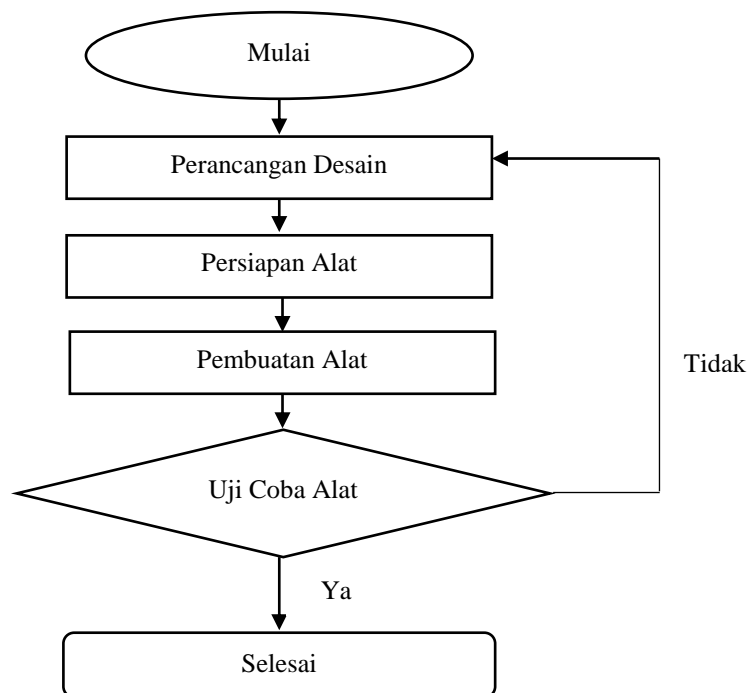 Mulai
Perancangan Desain
Persiapan Alat
Pembuatan Alat
Tidak
Uji Coba Alat
Ya
Selesai